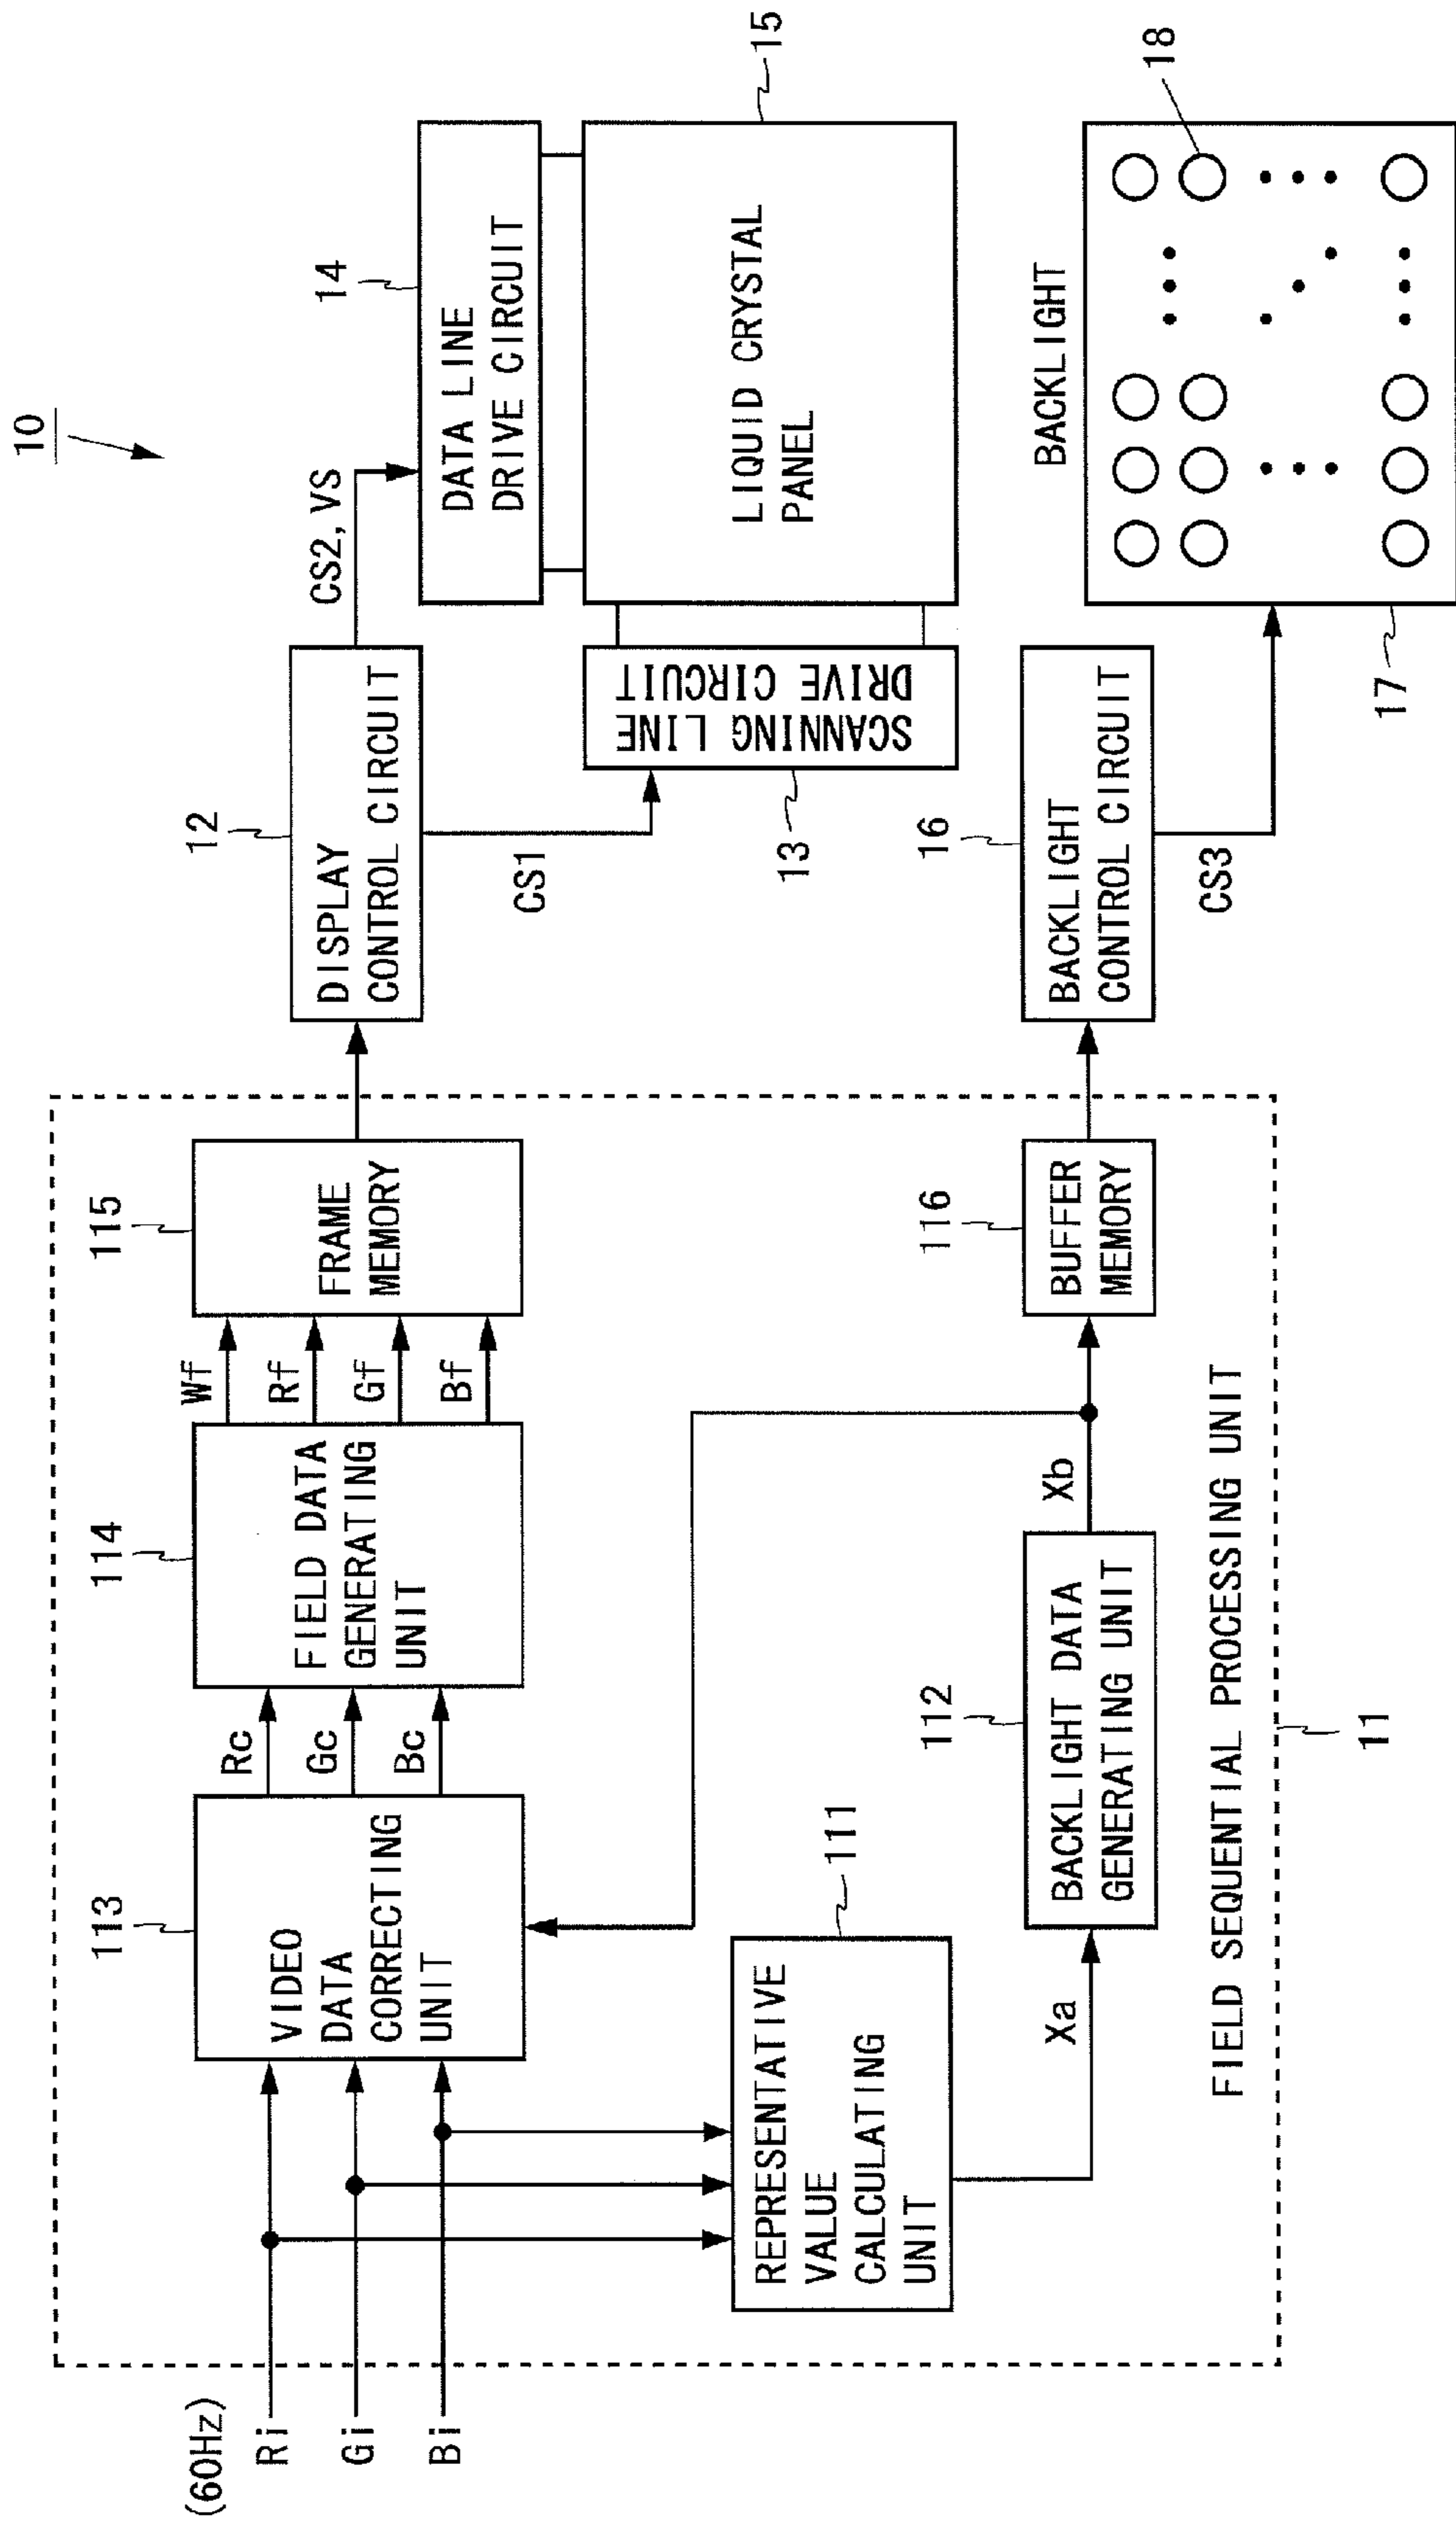 10
(60Hz)
Ri
Gi
Bi
113
VIDEO
DATA
CORRECTING
UNIT
Rc
Gc
Bc
114
FIELD DATA
GENERATING
UNIT
Wf
Rf
Gf
Bf
115
FRAME
MEMORY
12
DISPLAY
CONTROL CIRCUIT
CS2, VS
CS1
14
DATA LINE
DRIVE CIRCUIT
SCANNING LINE
DRIVE CIRCUIT
13
LIQUID CRYSTAL
PANEL
15
REPRESENTATIVE
VALUE
CALCULATING
UNIT
111
Xa
112
BACKLIGHT DATA
GENERATING UNIT
Xb
116
BUFFER
MEMORY
16
BACKLIGHT
CONTROL CIRCUIT
CS3
BACKLIGHT
18
17
FIELD SEQUENTIAL PROCESSING UNIT
11